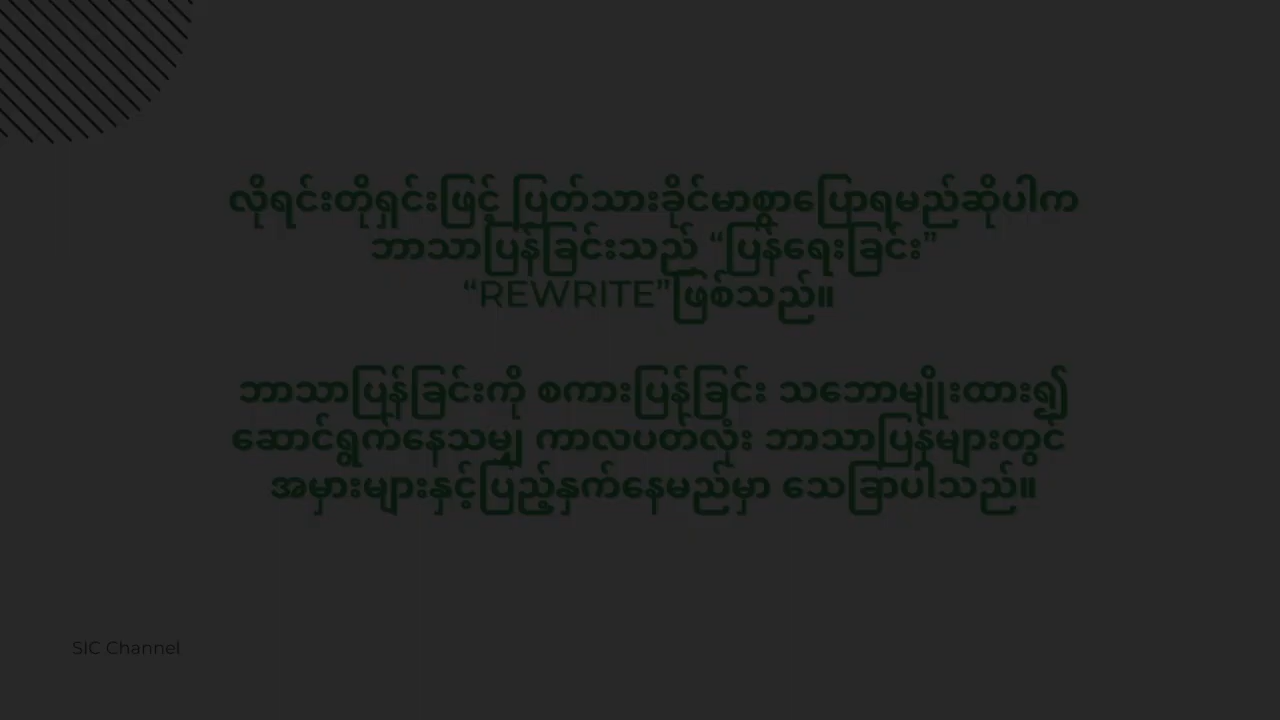 လိုရင်းတိုရှင်းဖြင့် ပြတ်သားခိုင်မာစွာပြောရမည်ဆိုပါက
ဘာသာပြန်ခြင်းသည် “ပြန်ရေးခြင်း”
“REWRITE”ဖြစ်သည်။
ဘာသာပြန်ခြင်းကို စကားပြန်ခြင်း သဘောမျိုးထား၍
ဆောင်ရွက်နေသမျှ ကာလပတ်လုံး ဘာသာပြန်များတွင်
အမှားများနှင့်ပြည့်နှက်နေမည်မှာ သေခြာပါသည်။
SIC Channel